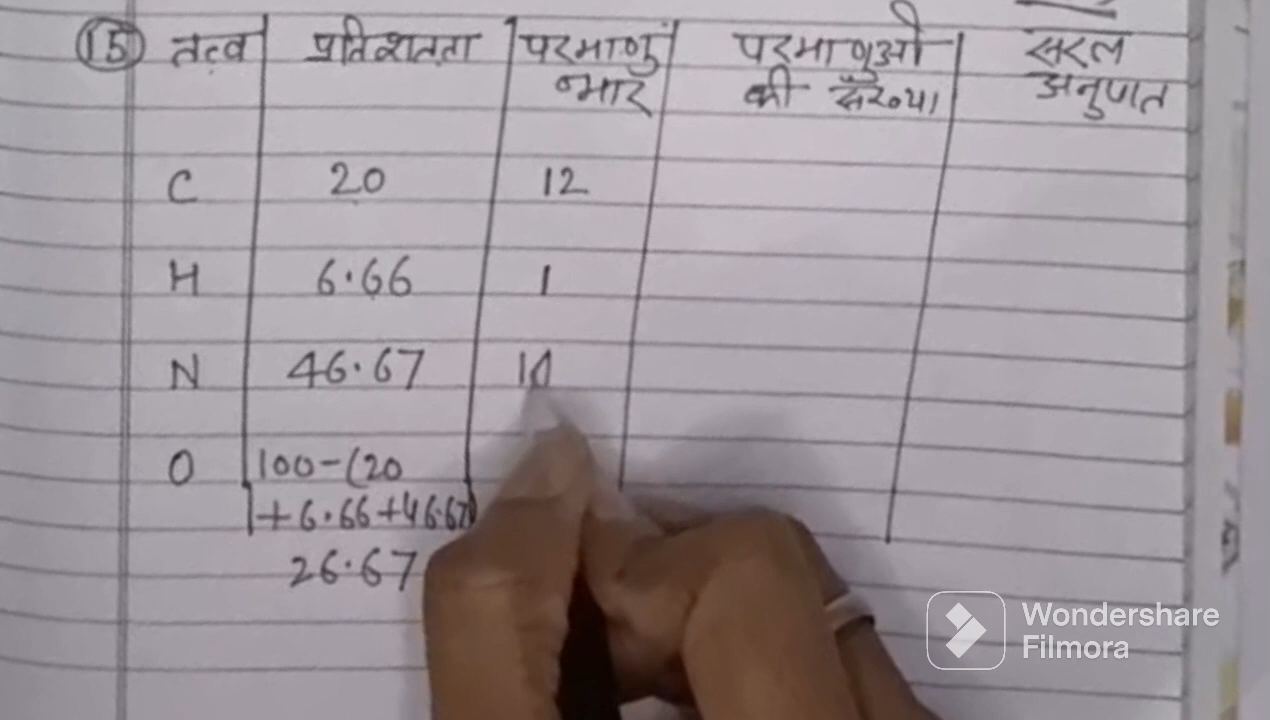 15 तत्व प्रतिशतता परमाणु भार परमाणुओ की संख्या सरल अनुपात
C 20 12
H 6.66 1
N 46.67
O 100-(20
+6.66+46.67)
26.67
Wondershare
Filmora